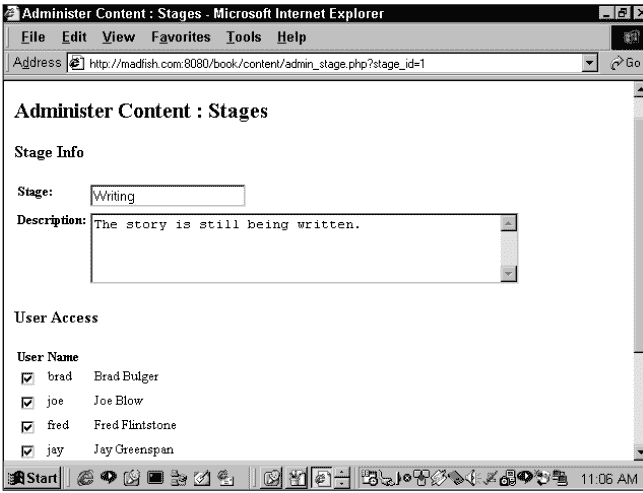 Administer Content : Stages - Microsoft Internet Explorer
File Edit View Favorites Tools Help
Address http://madfish.com:8080/book/content/admin_stage.php?stage_id=1 Go
Administer Content : Stages
Stage Info
Stage: Writing
Description: The story is still being written.
User Access
User Name
brad Brad Bulger
joe Joe Blow
fred Fred Flintstone
jay Jay Greenspan
Start 11:06 AM